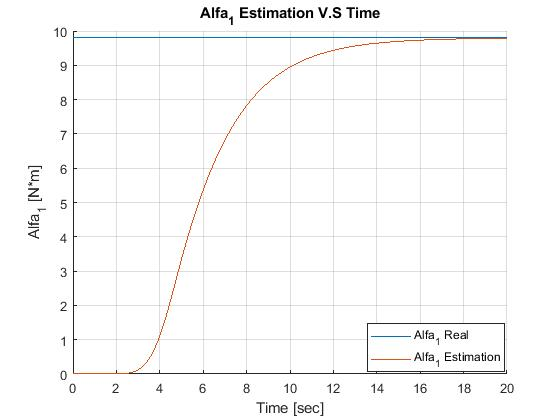 Alfa₁ Estimation V.S Time
10
9
8
7
6
5
4
3
2
1
0
Alfa₁ [N*m]
0 2 4 6 8 10 12 14 16 18 20
Time [sec]
Alfa₁ Real
Alfa₁ Estimation